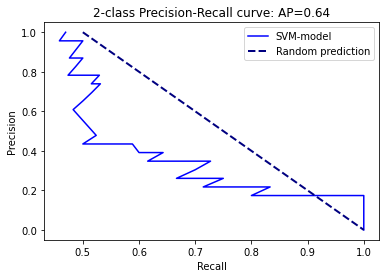 2-class Precision-Recall curve: AP=0.64
SVM-model
Random prediction
Precision
1.0
0.8
0.6
0.4
0.2
0.0
0.5 0.6 0.7 0.8 0.9 1.0
Recall